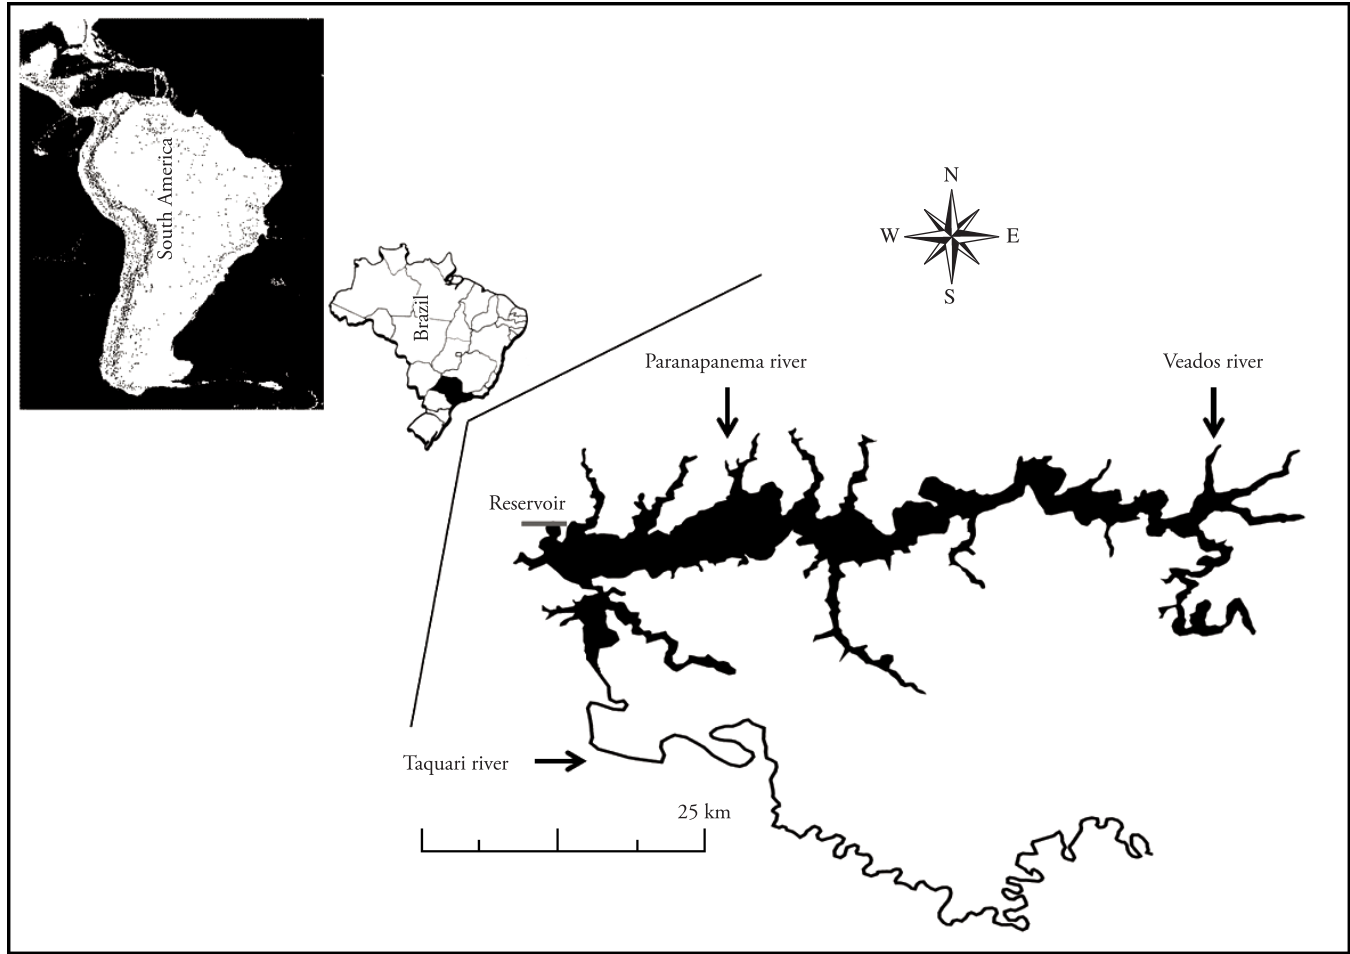 South America
Brazil
N
W
E
S
Paranapanema river
Veados river
Reservoir
Taquari river
25 km